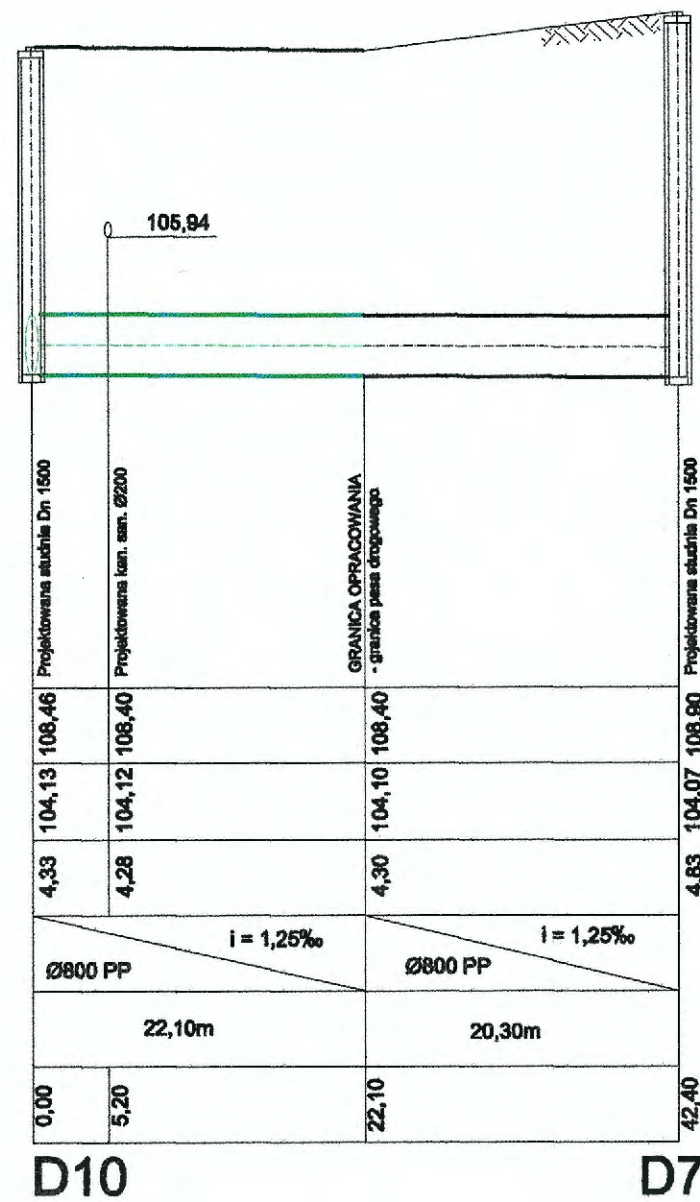 105,94
Projektowana studnia Dn 1500
Projektowana kan. san. Ø200
GRANICA OPRACOWANIA
- granica pasa drogowego
Projektowana studnia Dn 1500
108,46
108,40
108,40
108,90
104,13
104,12
104,10
104,07
4,33
4,28
4,30
4,83
i = 1,25‰
i = 1,25‰
Ø800 PP
Ø800 PP
22,10m
20,30m
0,00
5,20
22,10
42,40
D10
D7